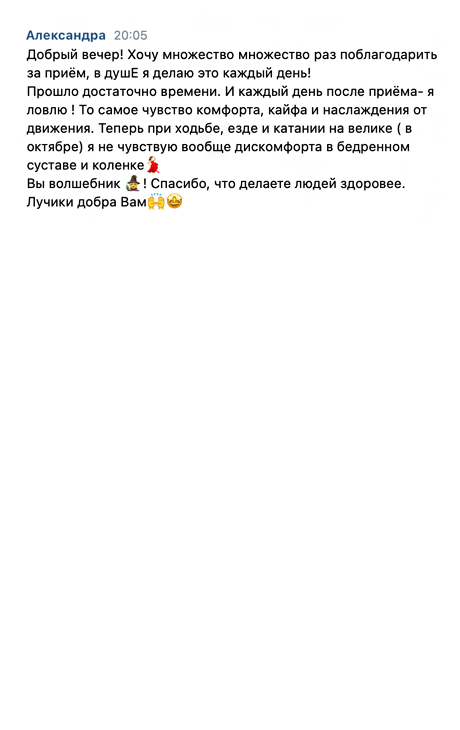 Александра 20:05
Добрый вечер! Хочу множество множество раз поблагодарить
за приём, в душЕ я делаю это каждый день!
Прошло достаточно времени. И каждый день после приёма- я
ловлю ! То самое чувство комфорта, кайфа и наслаждения от
движения. Теперь при ходьбе, езде и катании на велике ( в
октябре) я не чувствую вообще дискомфорта в бедренном
суставе и коленке💃
Вы волшебник 🧙! Спасибо, что делаете людей здоровее.
Лучики добра Вам🙌🤩